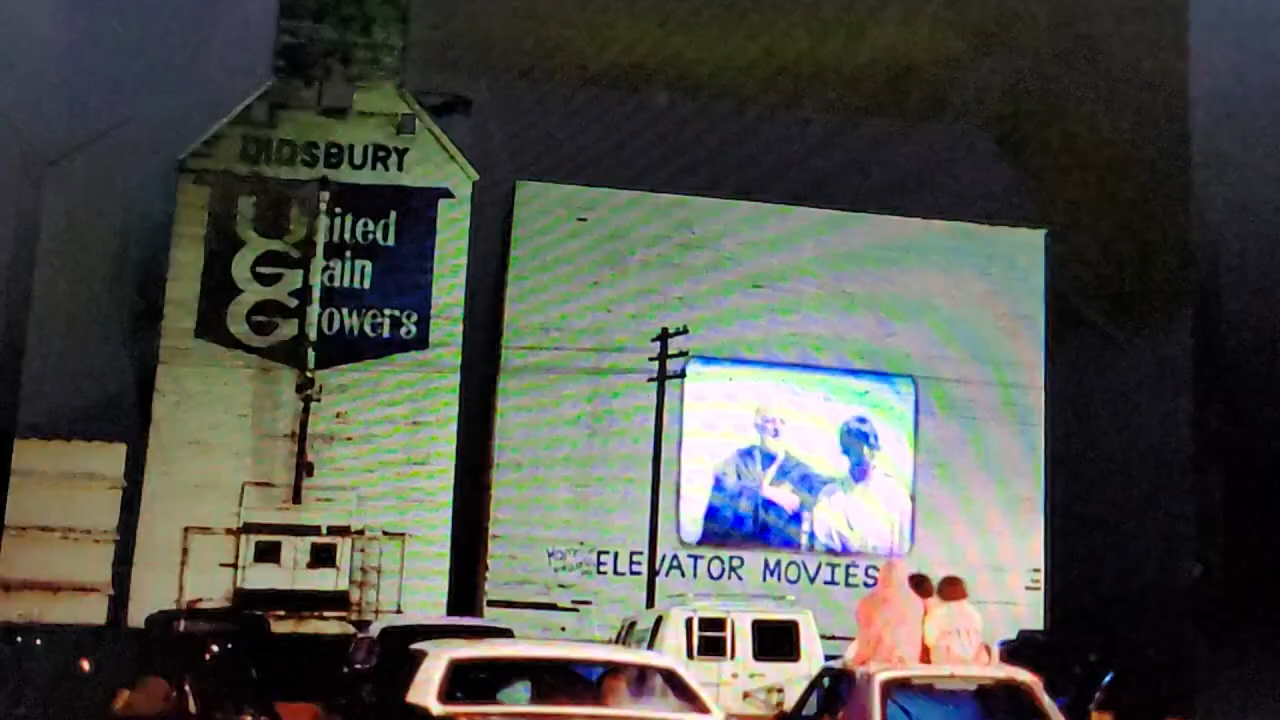 DIDSBURY
United
Grain
Growers
ELEVATOR MOVIES